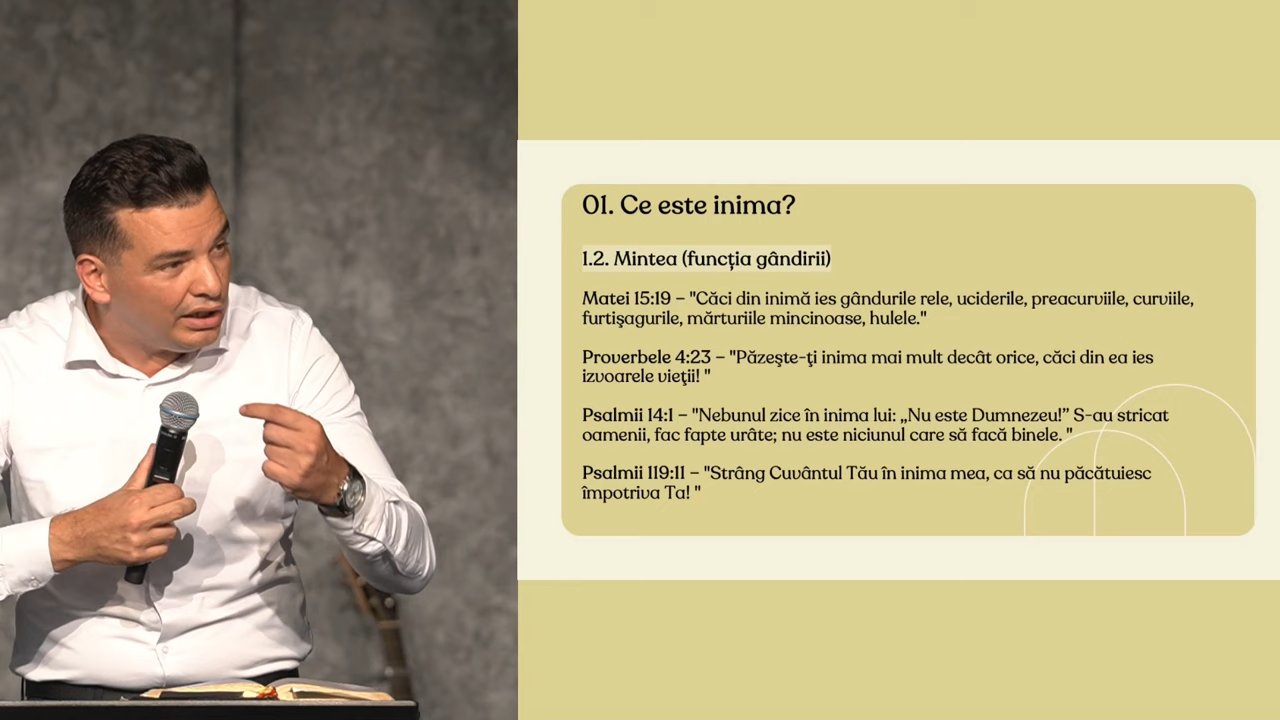 01. Ce este inima?
1.2. Mintea (funcția gândirii)
Matei 15:19 – "Căci din inimă ies gândurile rele, uciderile, preacurviile, curviile,
furtişagurile, mărturiile mincinoase, hulele."
Proverbele 4:23 – "Păzeşte-ţi inima mai mult decât orice, căci din ea ies
izvoarele vieţii! "
Psalmii 14:1 – "Nebunul zice în inima lui: „Nu este Dumnezeu!” S-au stricat
oamenii, fac fapte urâte; nu este niciunul care să facă binele. "
Psalmii 119:11 – "Strâng Cuvântul Tău în inima mea, ca să nu păcătuiesc
împotriva Ta! "